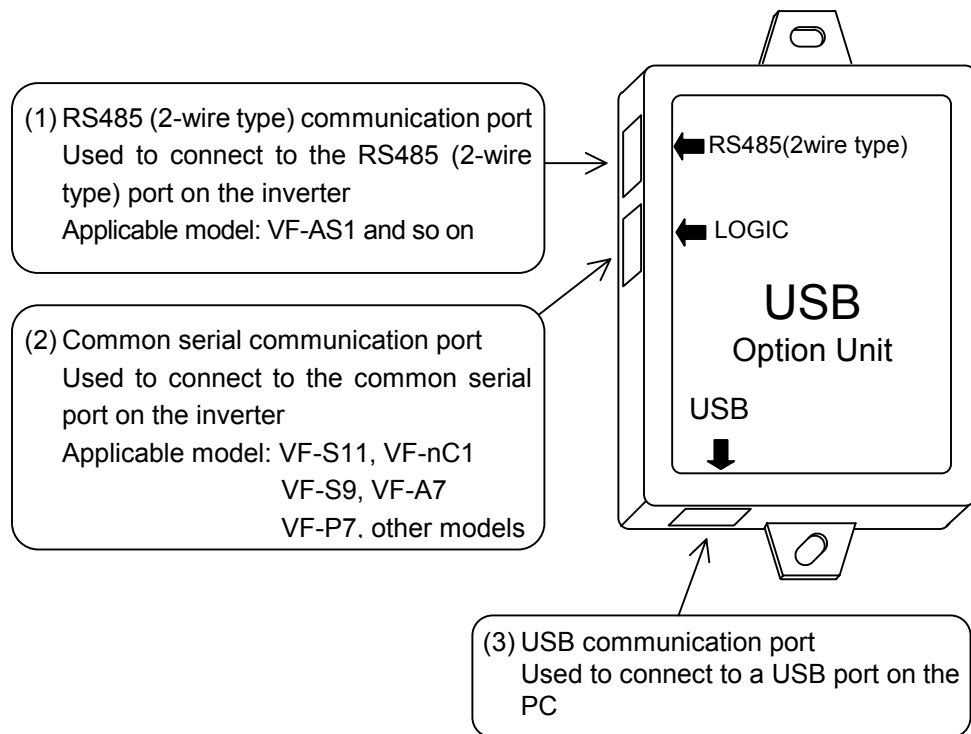 (1) RS485 (2-wire type) communication port
Used to connect to the RS485 (2-wire
type) port on the inverter
Applicable model: VF-AS1 and so on
(2) Common serial communication port
Used to connect to the common serial
port on the inverter
Applicable model: VF-S11, VF-nC1
VF-S9, VF-A7
VF-P7, other models
RS485(2wire type)
LOGIC
USB
Option Unit
USB
(3) USB communication port
Used to connect to a USB port on the
PC